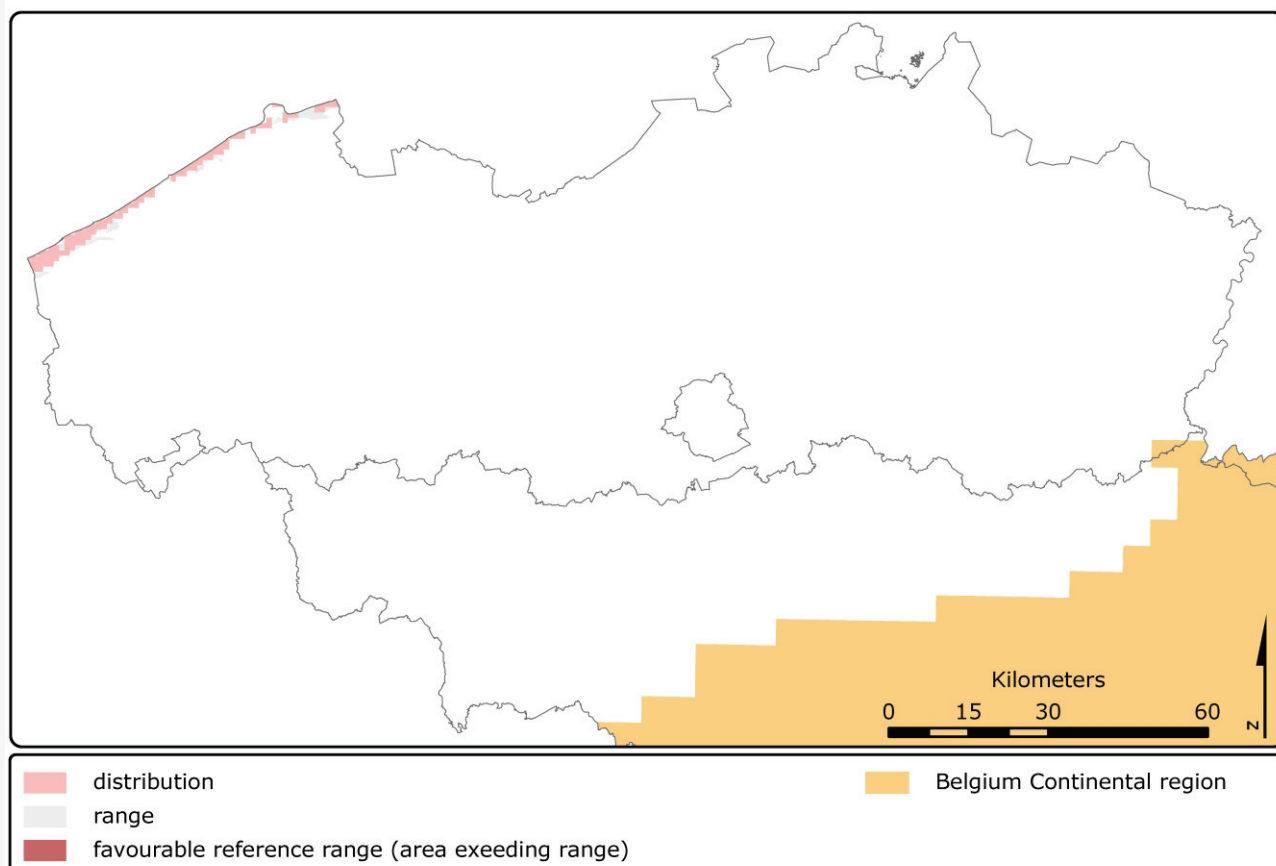 Kilometers
0 15 30 60
z
distribution
Belgium Continental region
range
favourable reference range (area exeeding range)